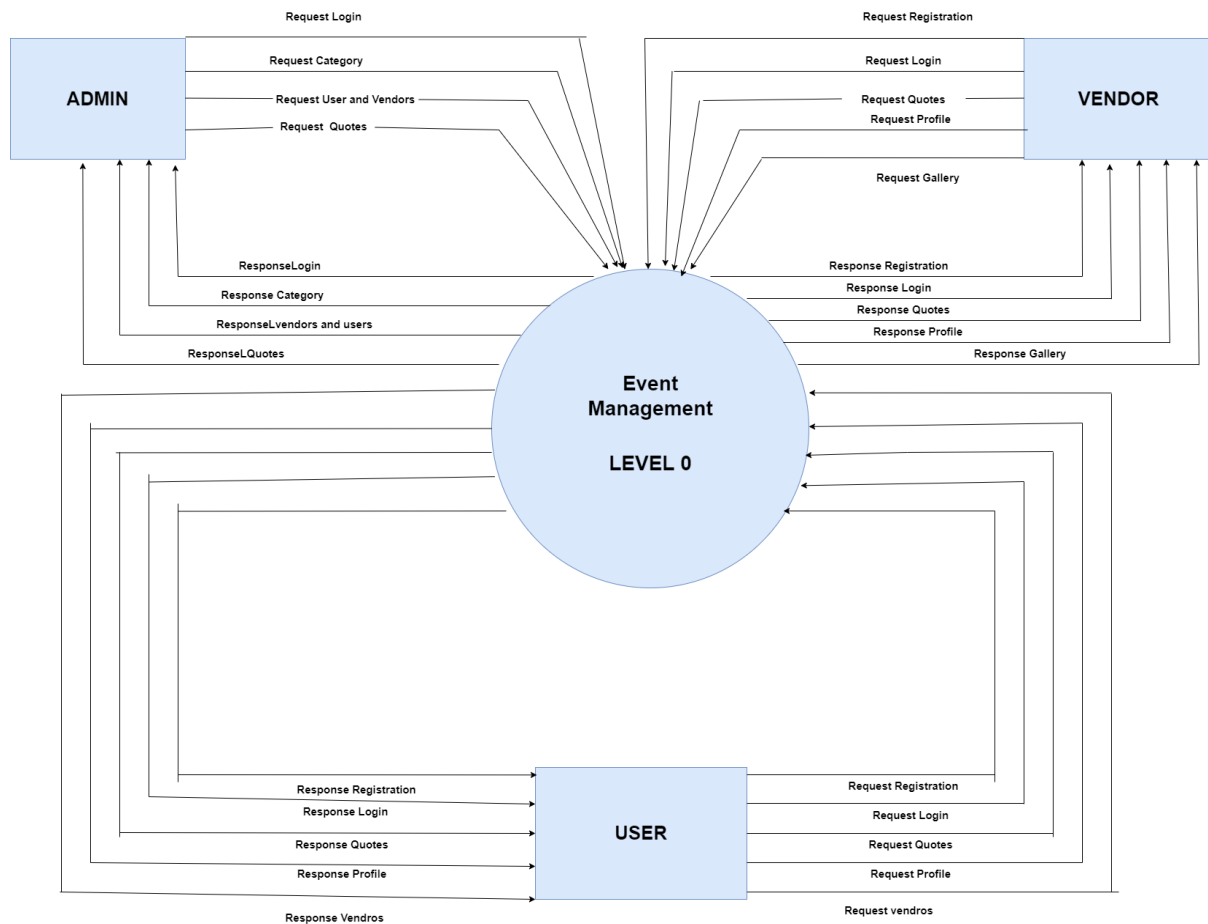 Request Login
Request Registration
Request Category
Request Login
ADMIN
Request User and Vendors
Request Quotes
VENDOR
Request Quotes
Request Profile
Request Gallery
ResponseLogin
Response Registration
Response Category
Response Login
ResponseLvendors and users
Response Quotes
Response Profile
ResponseLQuotes
Response Gallery
Event
Management
LEVEL 0
Response Registration
Request Registration
Response Login
Request Login
USER
Response Quotes
Request Quotes
Response Profile
Request Profile
Response Vendros
Request vendros